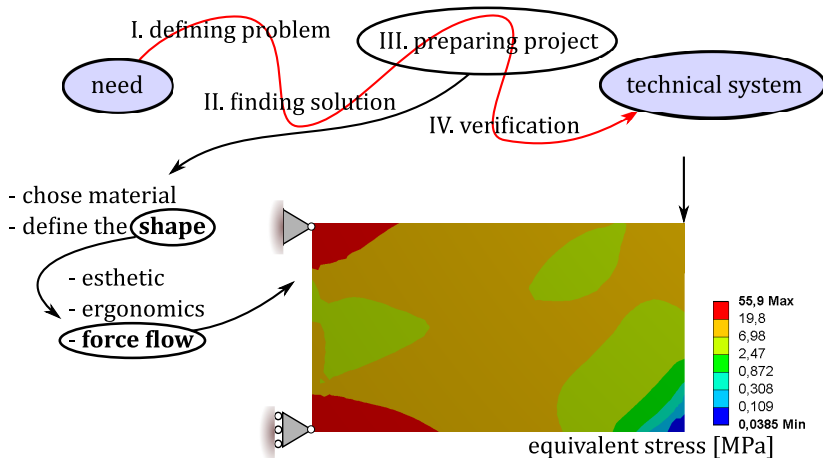 I. defining problem
III. preparing project
need
technical system
II. finding solution
IV. verification
- chose material
- define the shape
- esthetic
- ergonomics
- force flow
55,9 Max
19,8
6,98
2,47
0,872
0,308
0,109
0,0385 Min
equivalent stress [MPa]